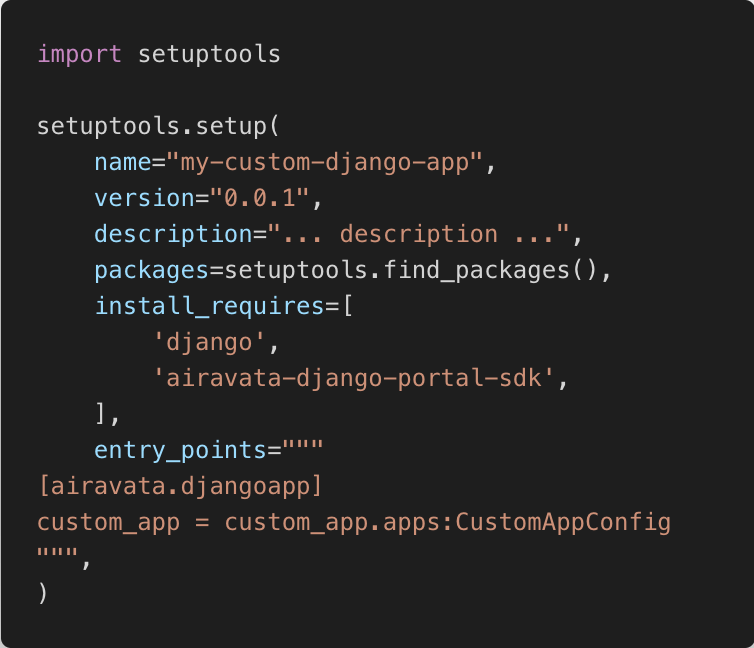 import setuptools

setuptools.setup(
    name="my-custom-django-app",
    version="0.0.1",
    description="... description ...",
    packages=setuptools.find_packages(),
    install_requires=[
        'django',
        'airavata-django-portal-sdk',
    ],
    entry_points="""
[airavata.djangoapp]
custom_app = custom_app.apps:CustomAppConfig
""",
)